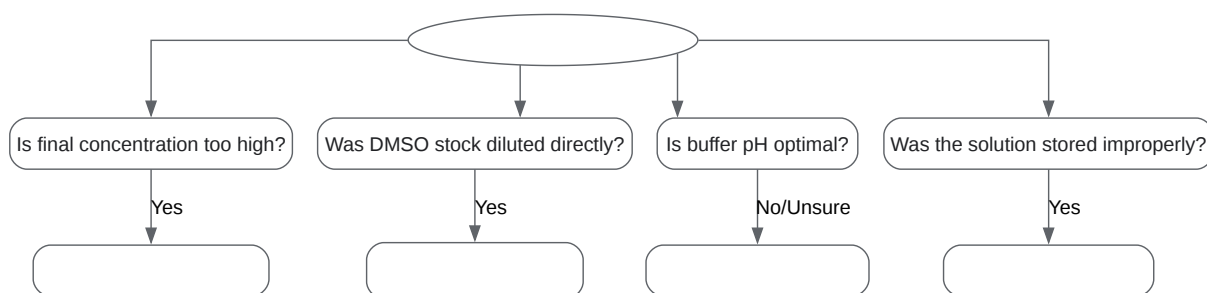 Is final concentration too high?
Was DMSO stock diluted directly?
Is buffer pH optimal?
Was the solution stored improperly?
Yes
Yes
No/Unsure
Yes